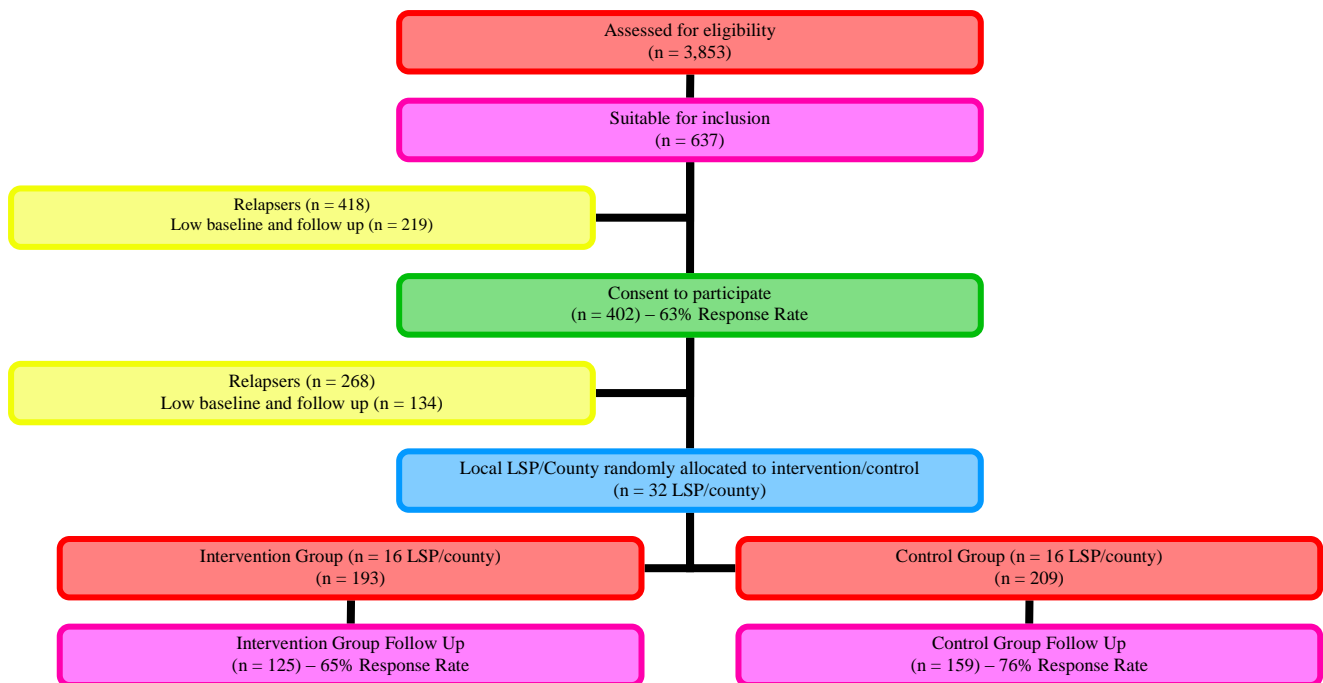 Assessed for eligibility
(n = 3,853)
Suitable for inclusion
(n = 637)
Relapsers (n = 418)
Low baseline and follow up (n = 219)
Consent to participate
(n = 402) – 63% Response Rate
Relapsers (n = 268)
Low baseline and follow up (n = 134)
Local LSP/County randomly allocated to intervention/control
(n = 32 LSP/county)
Intervention Group (n = 16 LSP/county)
(n = 193)
Control Group (n = 16 LSP/county)
(n = 209)
Intervention Group Follow Up
(n = 125) – 65% Response Rate
Control Group Follow Up
(n = 159) – 76% Response Rate